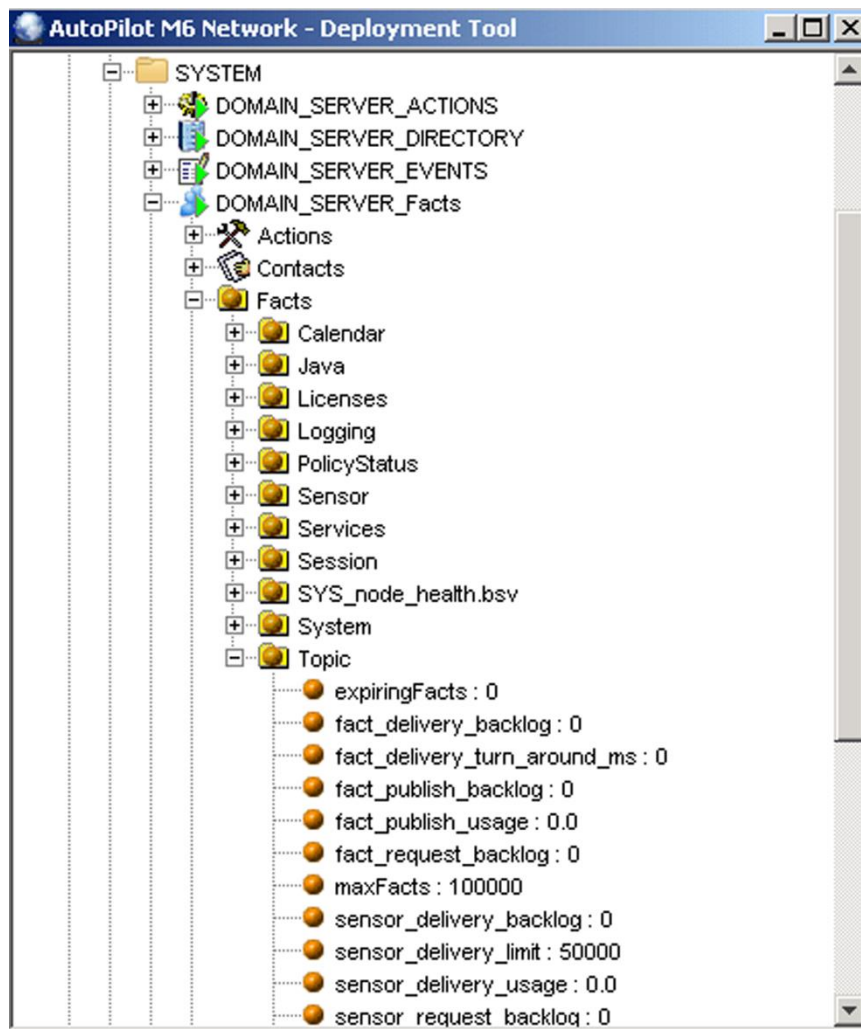 AutoPilot M6 Network - Deployment Tool
SYSTEM
DOMAIN_SERVER_ACTIONS
DOMAIN_SERVER_DIRECTORY
DOMAIN_SERVER_EVENTS
DOMAIN_SERVER_Facts
Actions
Contacts
Facts
Calendar
Java
Licenses
Logging
PolicyStatus
Sensor
Services
Session
SYS_node_health.bsv
System
Topic
expiringFacts : 0
fact_delivery_backlog : 0
fact_delivery_turn_around_ms : 0
fact_publish_backlog : 0
fact_publish_usage : 0.0
fact_request_backlog : 0
maxFacts : 100000
sensor_delivery_backlog : 0
sensor_delivery_limit : 50000
sensor_delivery_usage : 0.0
sensor_request_backlog : 0